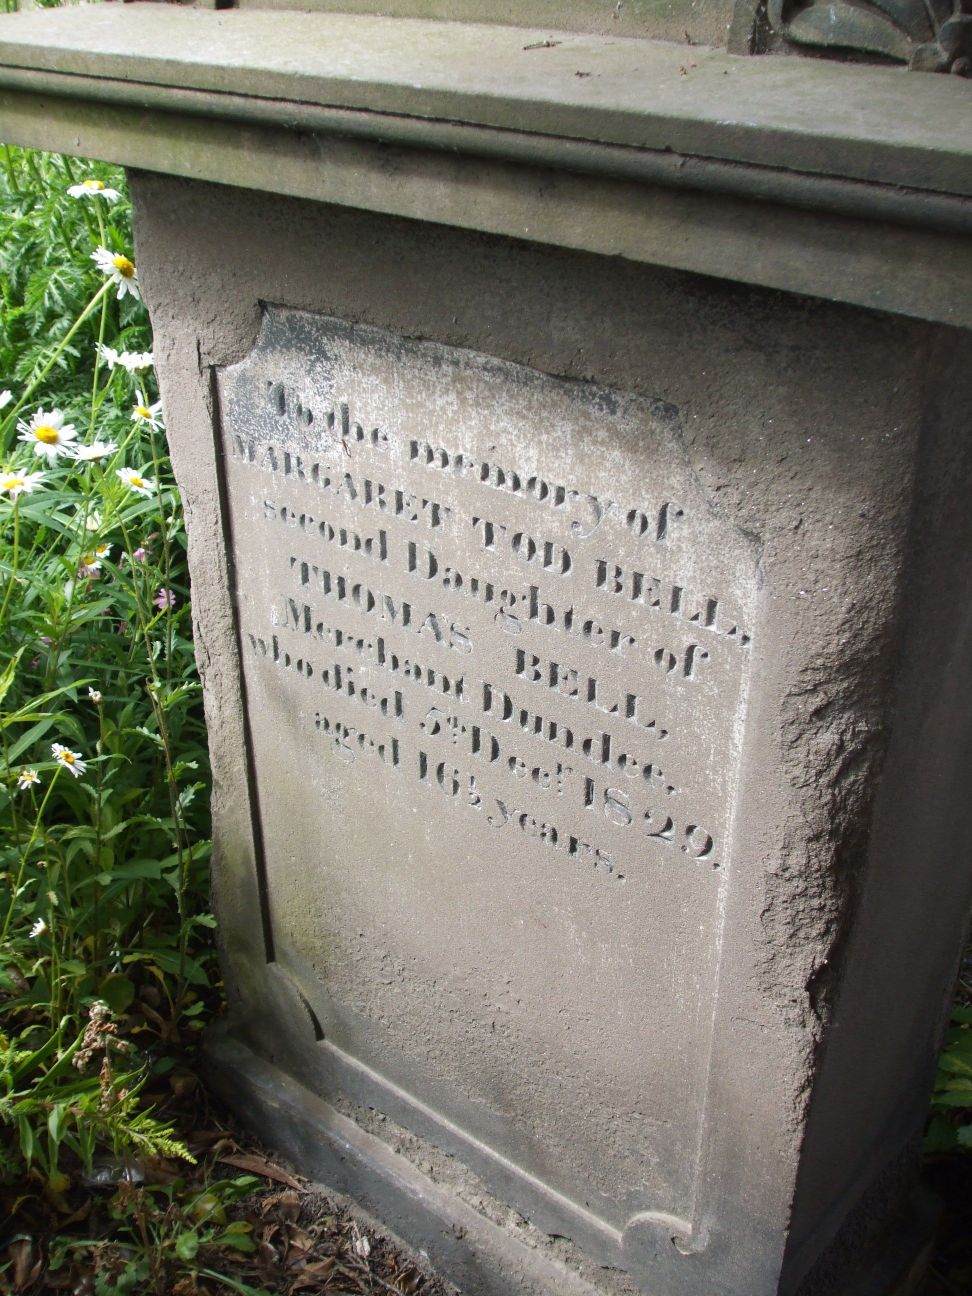 To the memory of
MARGARET TOD BELL,
second Daughter of
THOMAS BELL,
Merchant Dundee,
who died 5th Decr 1829.
aged 16½ years.